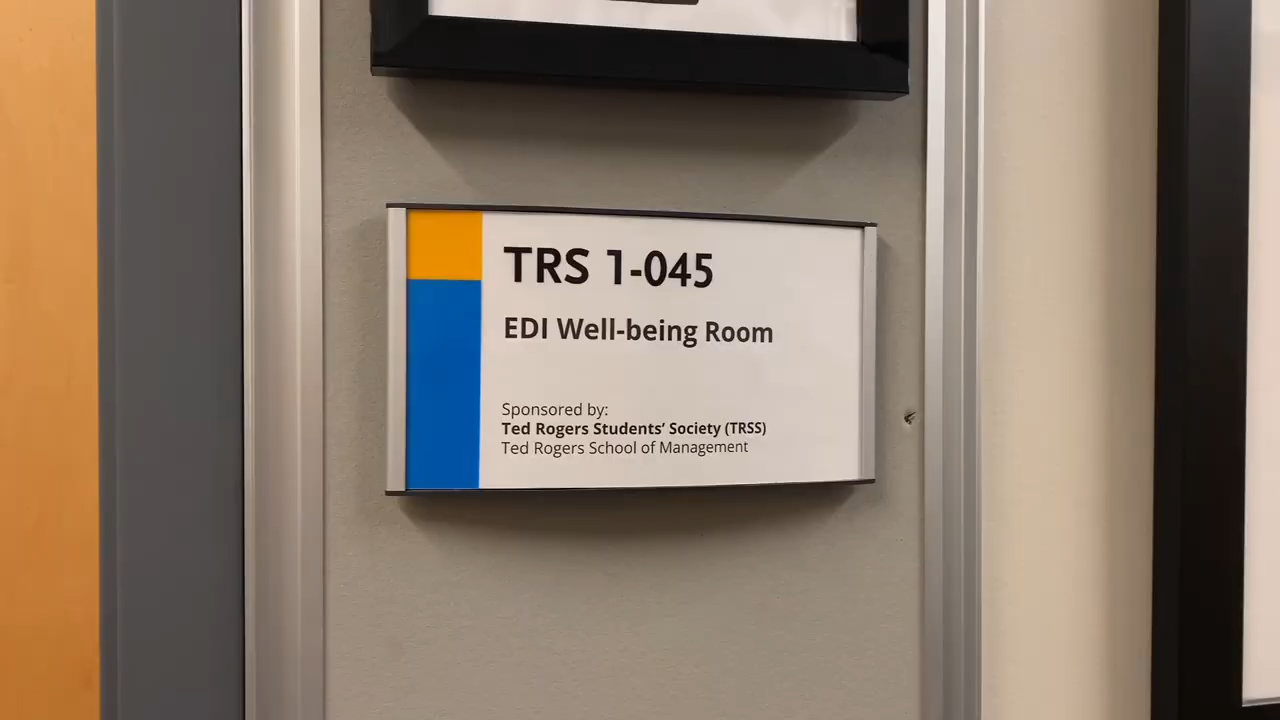 TRS 1-045
EDI Well-being Room
Sponsored by:
Ted Rogers Students' Society (TRSS)
Ted Rogers School of Management